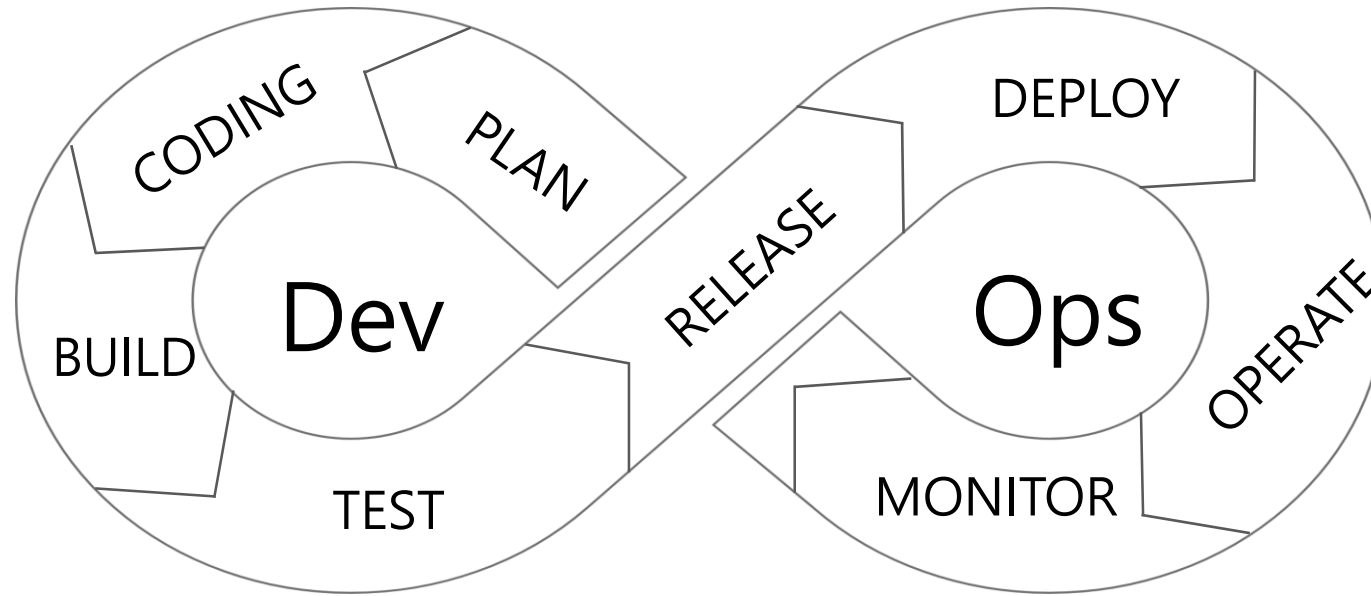 PLAN
CODING
BUILD
TEST
RELEASE
DEPLOY
OPERATE
MONITOR
Dev
Ops